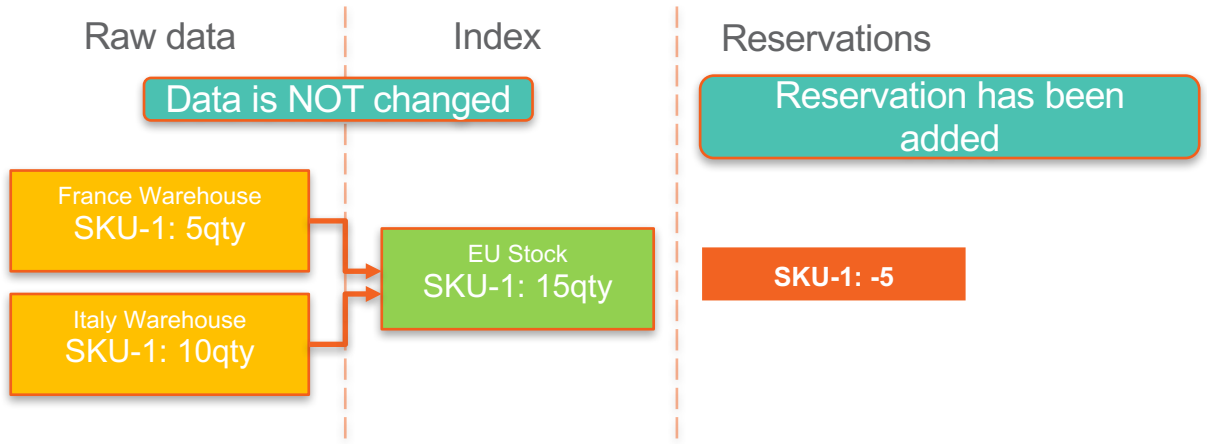 Raw data
Index
Reservations
Data is NOT changed
Reservation has been
added
France Warehouse
SKU-1: 5qty
EU Stock
SKU-1: 15qty
SKU-1: -5
Italy Warehouse
SKU-1: 10qty